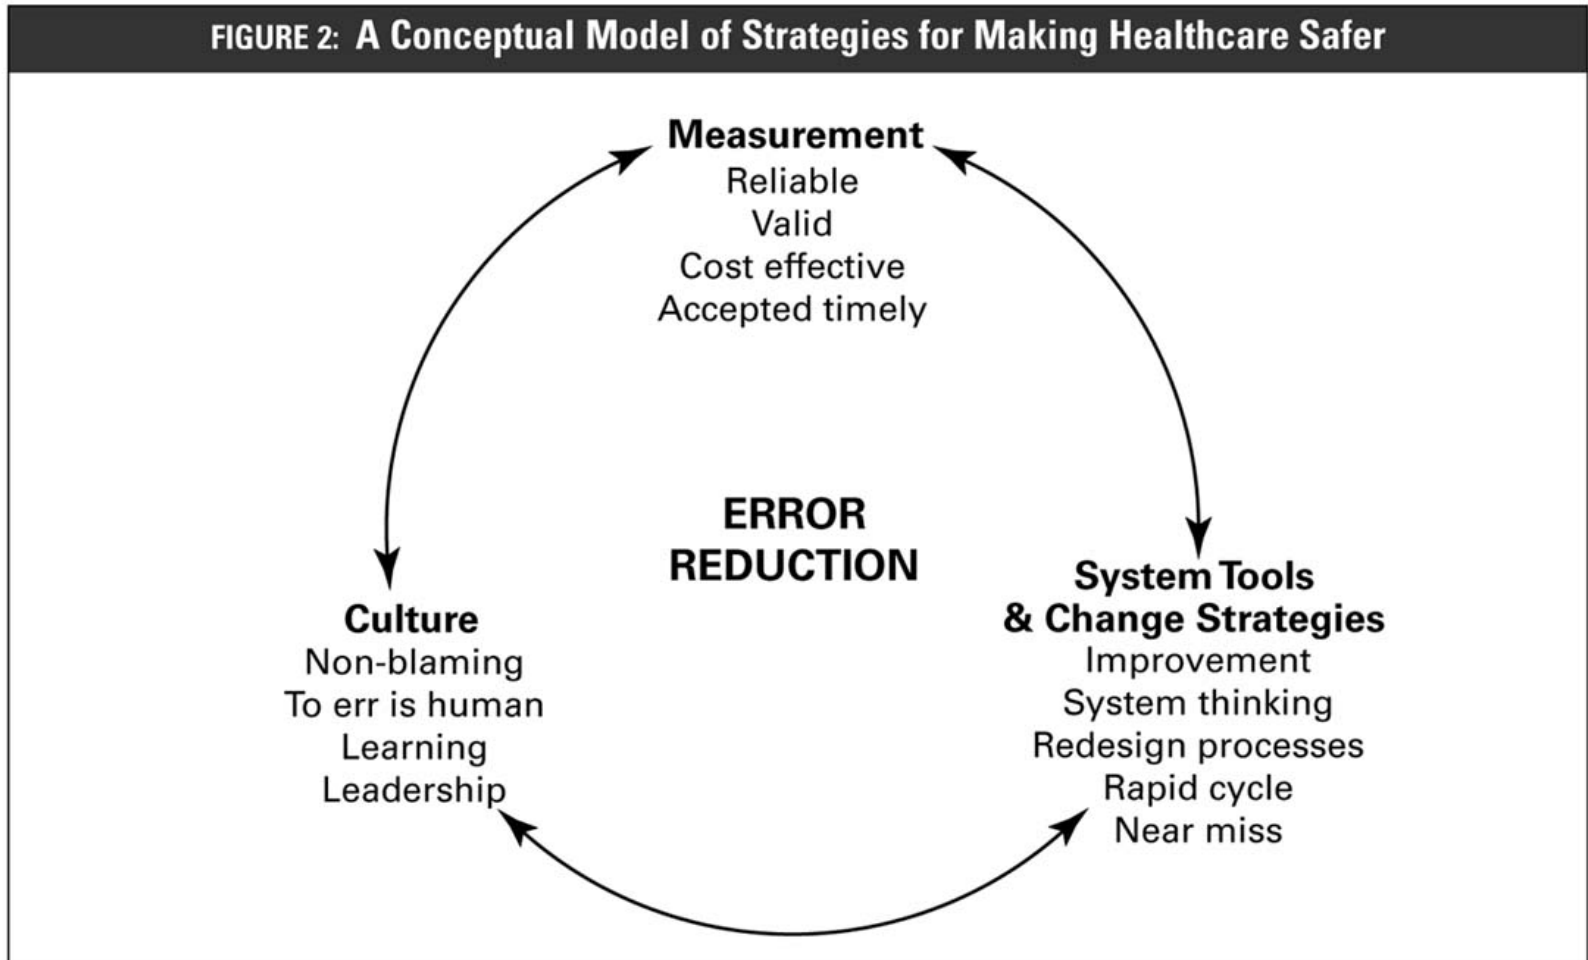 FIGURE 2: A Conceptual Model of Strategies for Making Healthcare Safer
Measurement
Reliable
Valid
Cost effective
Accepted timely
ERROR
REDUCTION
Culture
Non-blaming
To err is human
Learning
Leadership
System Tools
& Change Strategies
Improvement
System thinking
Redesign processes
Rapid cycle
Near miss